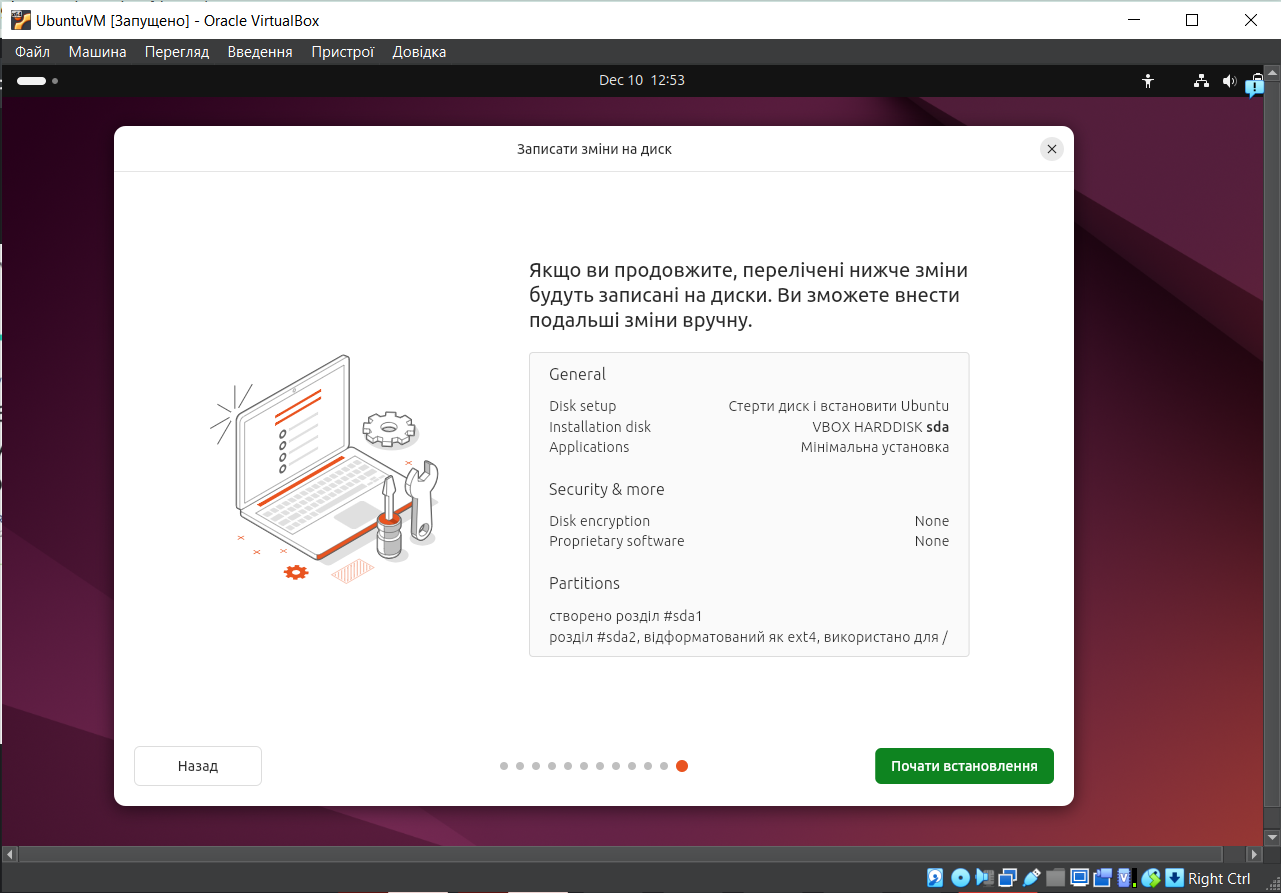 UbuntuVM [Запущено] - Oracle VirtualBox
Файл Машина Перегляд Введення Пристрої Довідка
Dec 10 12:53
Записати зміни на диск
Якщо ви продовжите, перелічені нижче зміни
будуть записані на диски. Ви зможете внести
подальші зміни вручну.
General
Disk setup Стерти диск і встановити Ubuntu
Installation disk VBOX HARDDISK sda
Applications Мінімальна установка
Security & more
Disk encryption None
Proprietary software None
Partitions
створено розділ #sda1
розділ #sda2, відформатований як ext4, використано для /
Назад
Почати встановлення
Right Ctrl